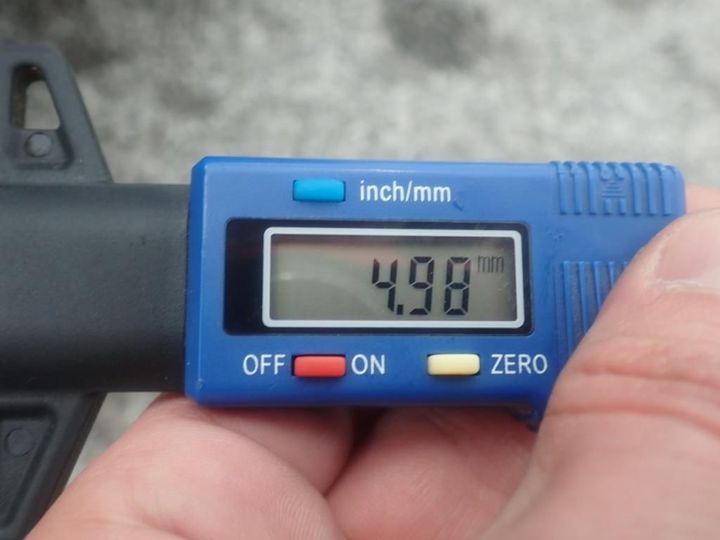 inch/mm
4.98 mm
OFF ON ZERO